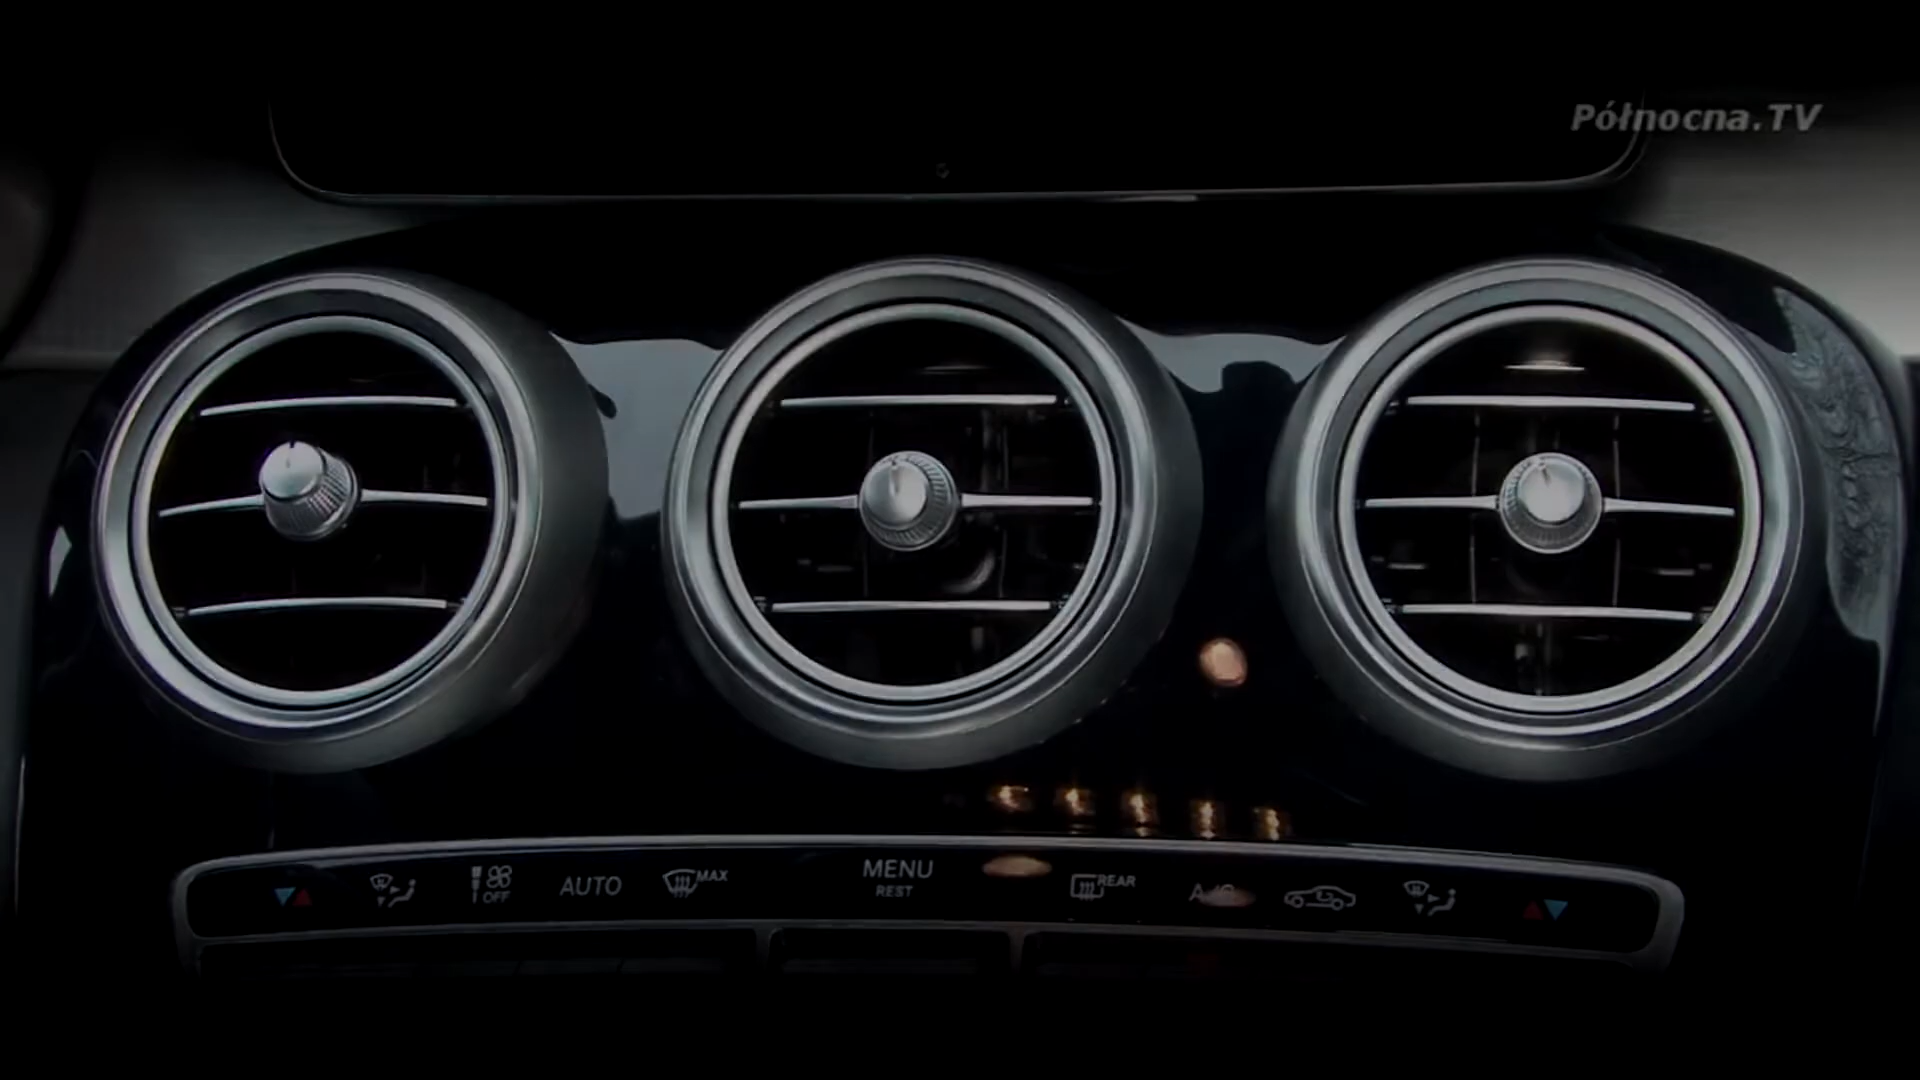 Północna.TV
OFF
AUTO
MAX
MENU
REST
REAR
A/C